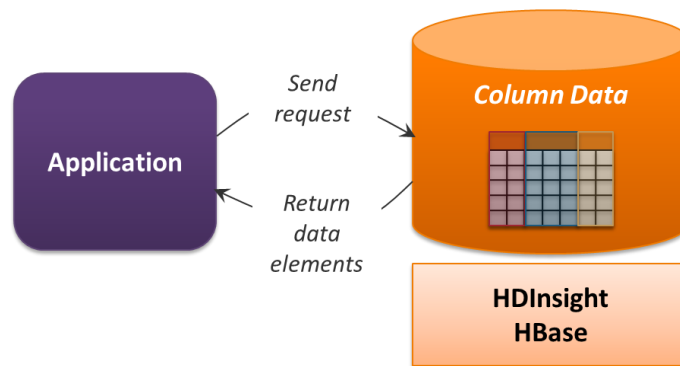 Application
Send
request
Return
data
elements
Column Data
HDInsight
HBase